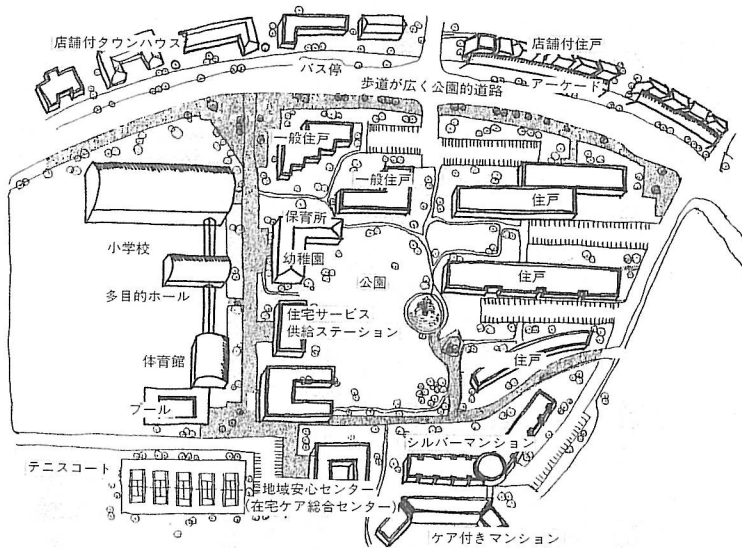 店舗付タウンハウス
バス停
店舗付住戸
アーケード
歩道が広く公園的道路
一般住戸
一般住戸
住戸
保育所
幼稚園
小学校
多目的ホール
公園
住戸
住宅サービス
供給ステーション
体育館
住戸
プール
シルバーマンション
テニスコート
地域安心センター
(在宅ケア総合センター)
ケア付きマンション